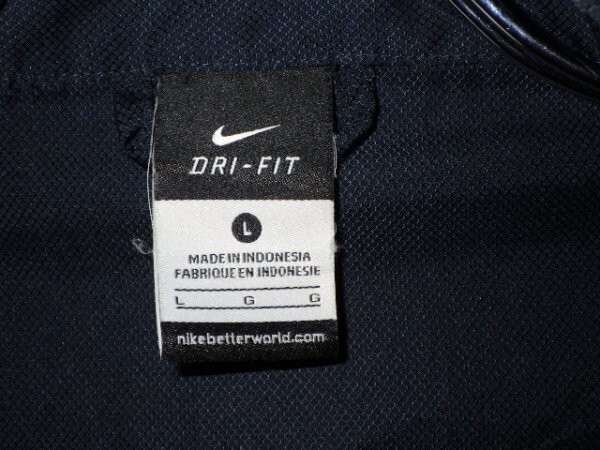 DRI-FIT
L
MADE IN INDONESIA
FABRIQUE EN INDONESIE
L G G
nikebetterworld.com